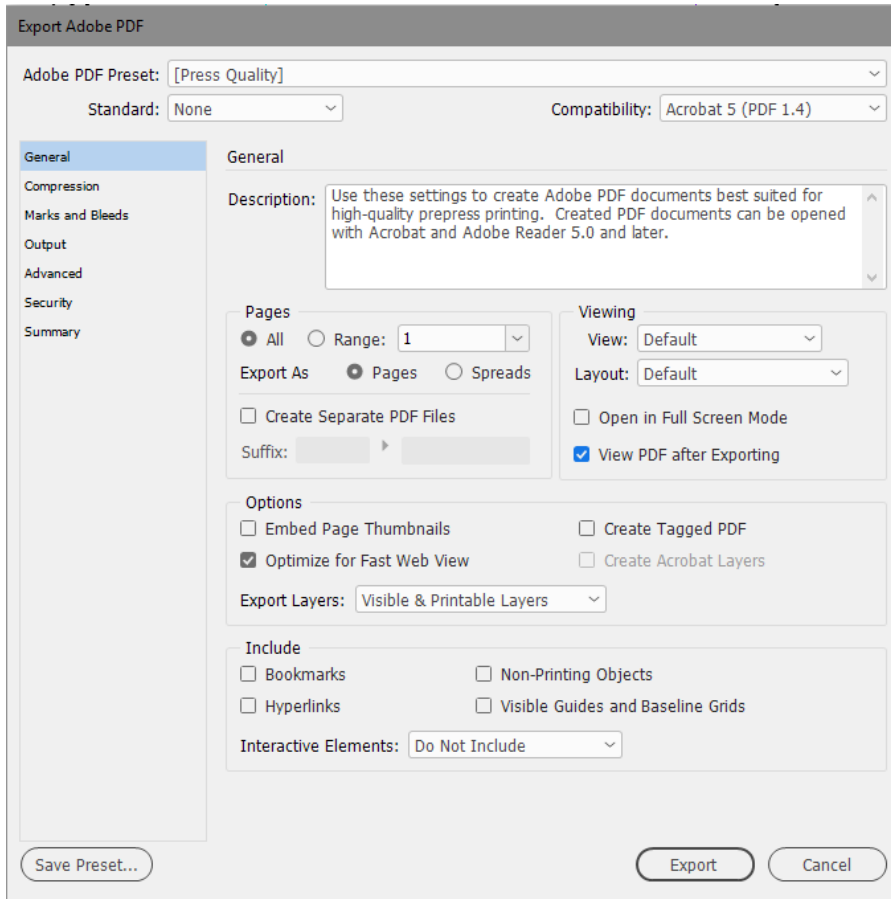 Export Adobe PDF
Adobe PDF Preset: [Press Quality]
Standard: None Compatibility: Acrobat 5 (PDF 1.4)
General
Compression
Marks and Bleeds
Output
Advanced
Security
Summary
General
Description: Use these settings to create Adobe PDF documents best suited for
high-quality prepress printing. Created PDF documents can be opened
with Acrobat and Adobe Reader 5.0 and later.
Pages
All Range: 1
Export As Pages Spreads
Create Separate PDF Files
Suffix:
Viewing
View: Default
Layout: Default
Open in Full Screen Mode
View PDF after Exporting
Options
Embed Page Thumbnails Create Tagged PDF
Optimize for Fast Web View Create Acrobat Layers
Export Layers: Visible & Printable Layers
Include
Bookmarks Non-Printing Objects
Hyperlinks Visible Guides and Baseline Grids
Interactive Elements: Do Not Include
Save Preset... Export Cancel